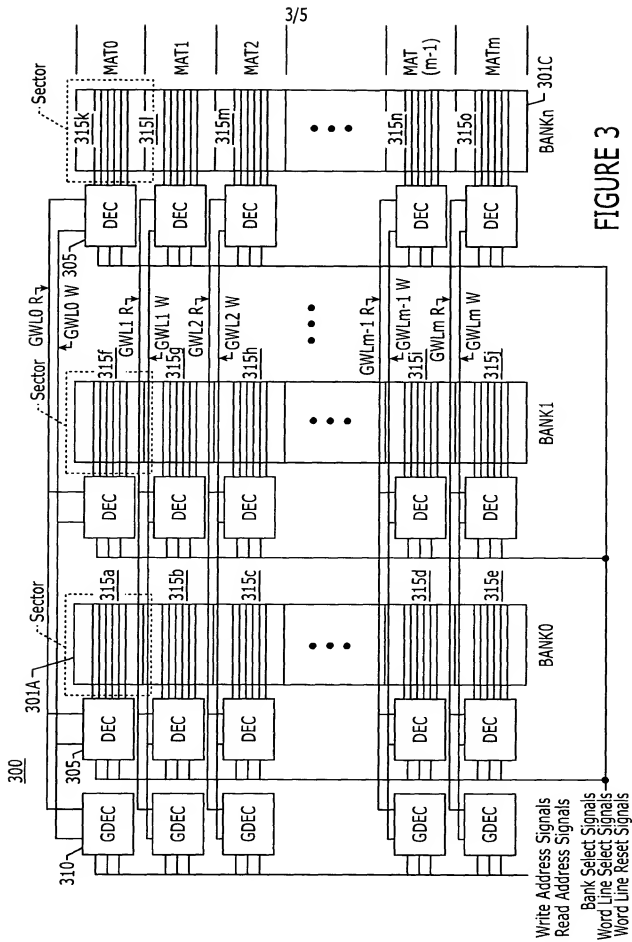 3/5
300
301A
Sector
Sector
Sector
GWL0 R
GWL0 W
305
305
310
GDEC
DEC
315a
DEC
315f
DEC
315k
MAT0
GWL1 R
GWL1 W
GDEC
DEC
315b
DEC
315g
DEC
315l
MAT1
GWL2 R
GWL2 W
GDEC
DEC
315c
DEC
315h
DEC
315m
MAT2
GWLm-1 R
GWLm-1 W
GDEC
DEC
315d
DEC
315i
DEC
315n
MAT
(m-1)
GWLm R
GWLm W
GDEC
DEC
315e
DEC
315j
DEC
315o
MATm
301C
BANK0
BANK1
BANKn
Write Address Signals
Read Address Signals
Bank Select Signals
Word Line Select Signals
Word Line Reset Signals
FIGURE 3